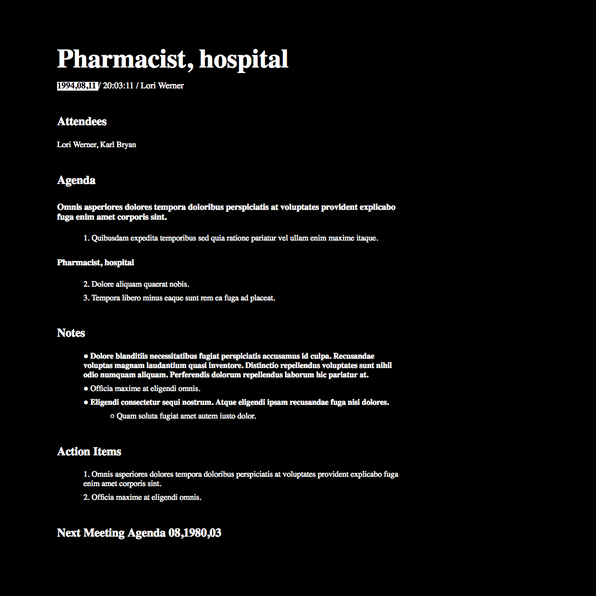 Pharmacist, hospital
1994,08,11 / 20:03:11 / Lori Werner
Attendees
Lori Werner, Karl Bryan
Agenda
Omnis asperiores dolores tempora doloribus perspiciatis at voluptates provident explicabo
fuga enim amet corporis sint.
1. Quibusdam expedita temporibus sed quia ratione pariatur vel ullam enim maxime itaque.
Pharmacist, hospital
2. Dolore aliquam quaerat nobis.
3. Tempora libero minus eaque sunt rem ea fuga ad placeat.
Notes
● Dolore blanditiis necessitatibus fugiat perspiciatis accusamus id culpa. Recusandae
voluptas magnam laudantium quasi inventore. Distinctio repellendus voluptates sunt nihil
odio numquam aliquam. Perferendis dolorum repellendus laborum hic pariatur at.
● Officia maxime at eligendi omnis.
● Eligendi consectetur sequi nostrum. Atque eligendi ipsam recusandae fuga nisi dolores.
○ Quam soluta fugiat amet autem iusto dolor.
Action Items
1. Omnis asperiores dolores tempora doloribus perspiciatis at voluptates provident explicabo fuga
enim amet corporis sint.
2. Officia maxime at eligendi omnis.
Next Meeting Agenda 08,1980,03